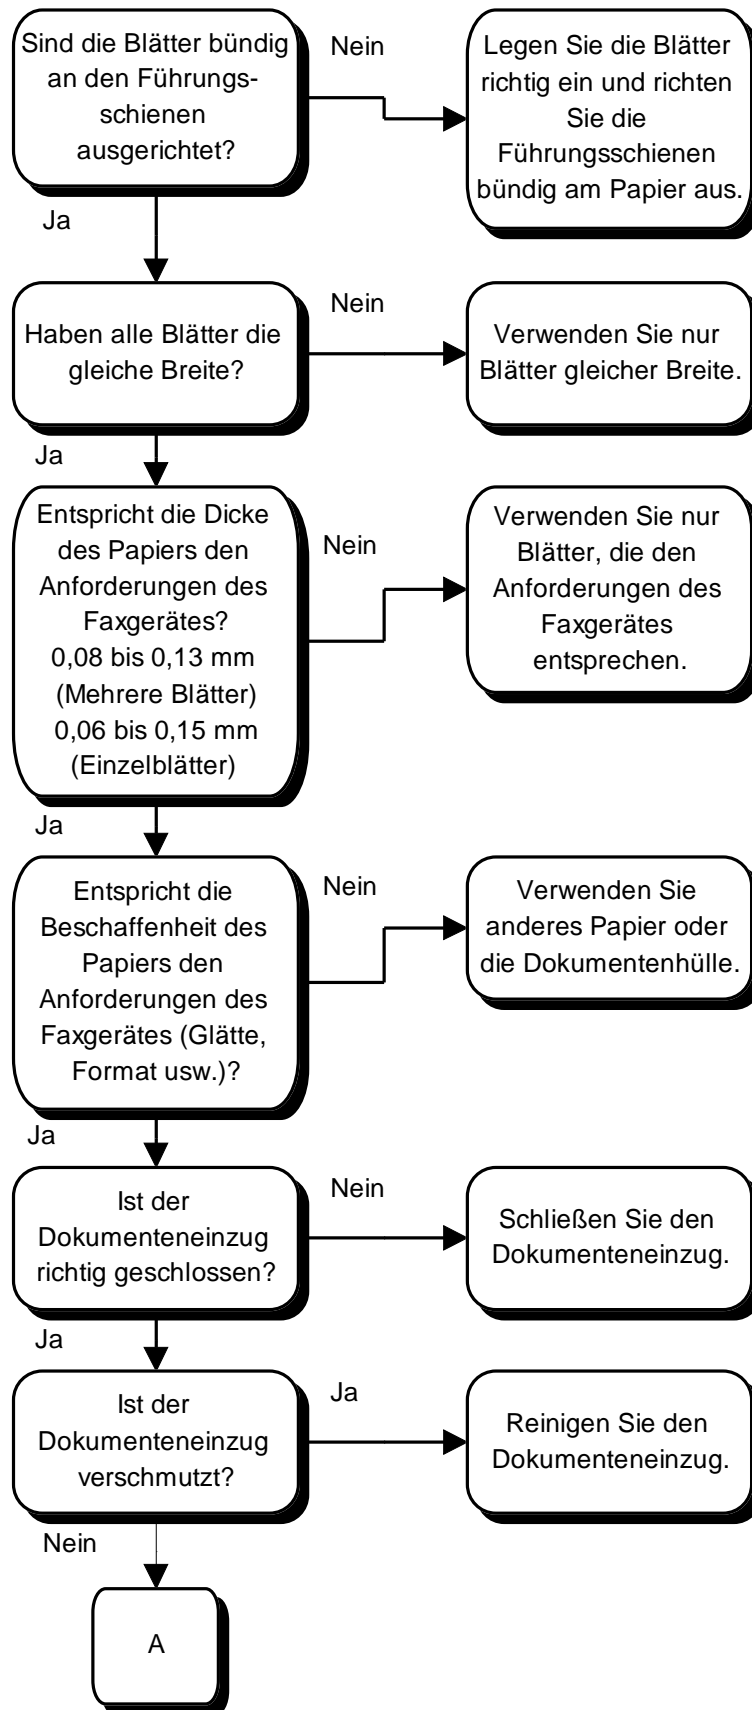 Sind die Blätter bündig
an den Führungs-
schienen
ausgerichtet?
Nein
Legen Sie die Blätter
richtig ein und richten
Sie die
Führungsschienen
bündig am Papier aus.
Ja
Haben alle Blätter die
gleiche Breite?
Nein
Verwenden Sie nur
Blätter gleicher Breite.
Ja
Entspricht die Dicke
des Papiers den
Anforderungen des
Faxgerätes?
0,08 bis 0,13 mm
(Mehrere Blätter)
0,06 bis 0,15 mm
(Einzelblätter)
Nein
Verwenden Sie nur
Blätter, die den
Anforderungen des
Faxgerätes
entsprechen.
Ja
Entspricht die
Beschaffenheit des
Papiers den
Anforderungen des
Faxgerätes (Glätte,
Format usw.)?
Nein
Verwenden Sie
anderes Papier oder
die Dokumentenhülle.
Ja
Ist der
Dokumenteneinzug
richtig geschlossen?
Nein
Schließen Sie den
Dokumenteneinzug.
Ja
Ist der
Dokumenteneinzug
verschmutzt?
Ja
Reinigen Sie den
Dokumenteneinzug.
Nein
A